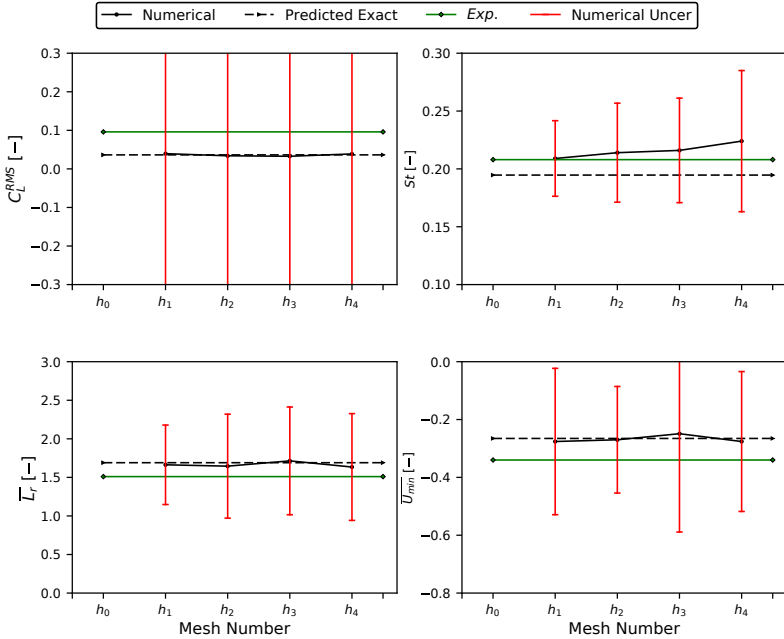 Numerical Predicted Exact Exp. Numerical Uncer
C_L^{RMS} [−]
0.3
0.2
0.1
0.0
−0.1
−0.2
−0.3
h0 h1 h2 h3 h4
St [−]
0.30
0.25
0.20
0.15
0.10
h0 h1 h2 h3 h4
L̅r [−]
3.0
2.5
2.0
1.5
1.0
0.5
0.0
h0 h1 h2 h3 h4
Mesh Number
U̅min [−]
0.0
−0.2
−0.4
−0.6
−0.8
h0 h1 h2 h3 h4
Mesh Number